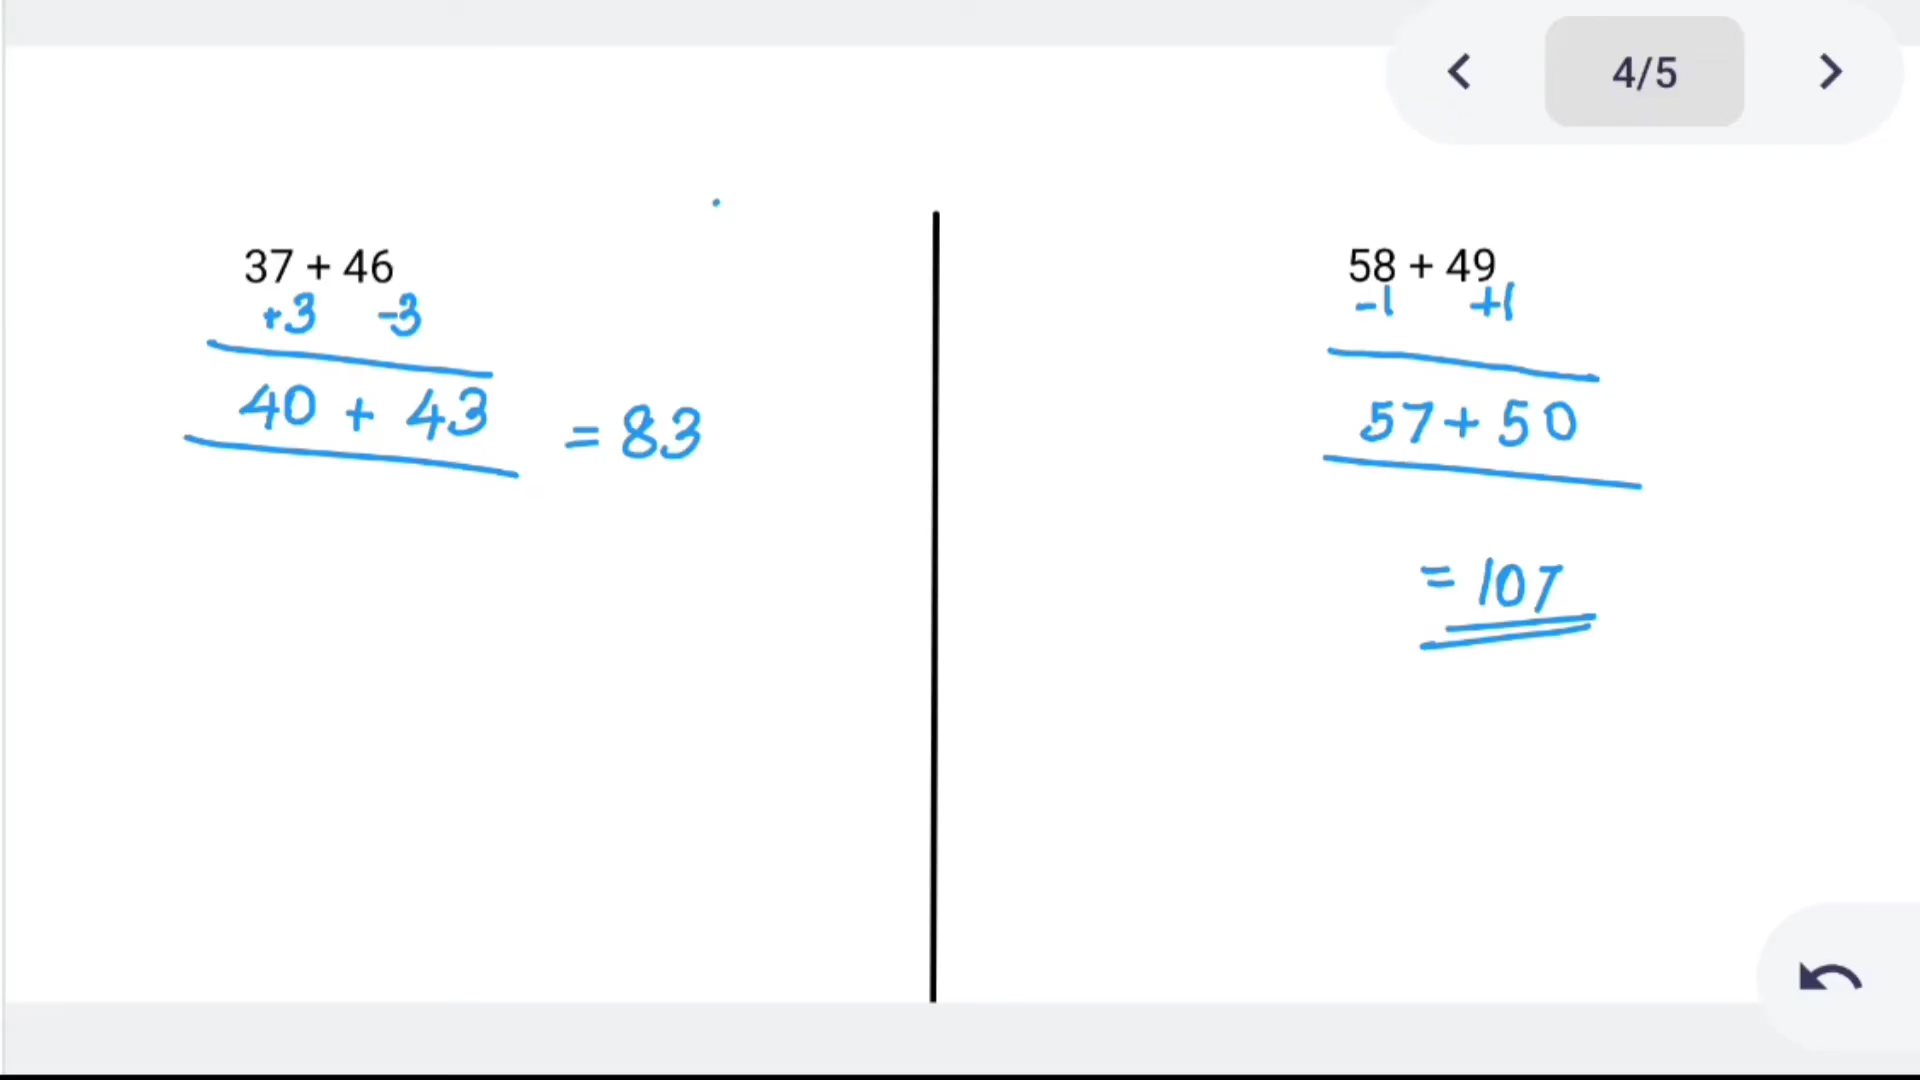 4/5
37 + 46
+3 -3
40 + 43 = 83
58 + 49
-1 +1
57 + 50
= 107